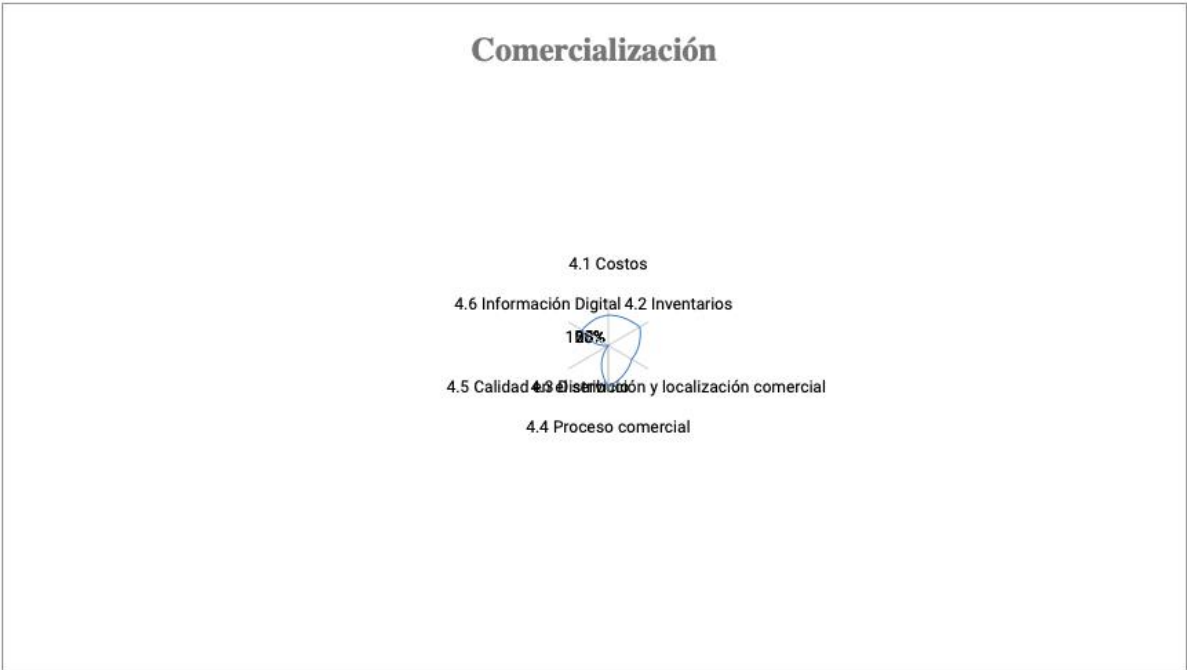 Comercialización
4.1 Costos
4.6 Información Digital 4.2 Inventarios
4.5 Calidad y localización comercial
4.4 Proceso comercial